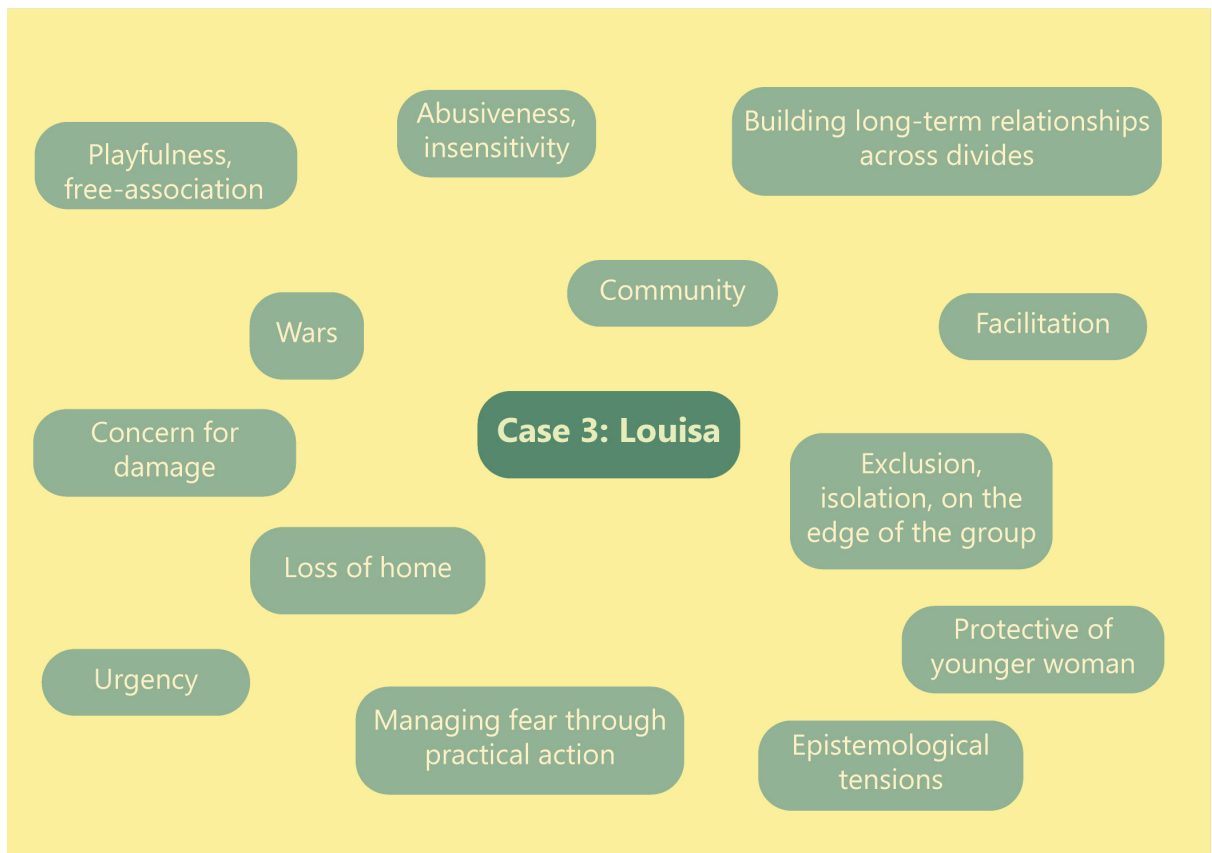 Abusiveness,
insensitivity
Building long-term relationships
across divides
Playfulness,
free-association
Community
Wars
Facilitation
Case 3: Louisa
Concern for
damage
Exclusion,
isolation, on the
edge of the group
Loss of home
Protective of
younger woman
Urgency
Managing fear through
practical action
Epistemological
tensions